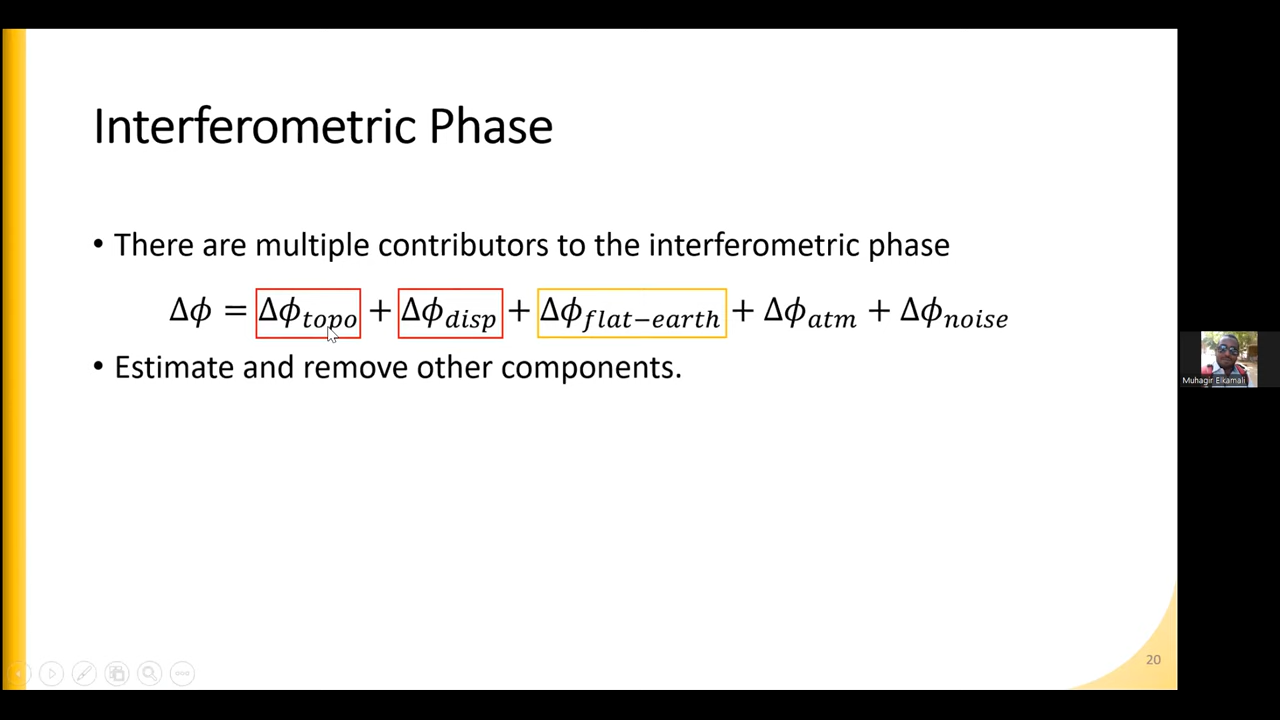 Interferometric Phase
• There are multiple contributors to the interferometric phase
Δϕ = Δϕ_topo + Δϕ_disp + Δϕ_flat−earth + Δϕ_atm + Δϕ_noise
• Estimate and remove other components.
Muhagir Elkamali
20